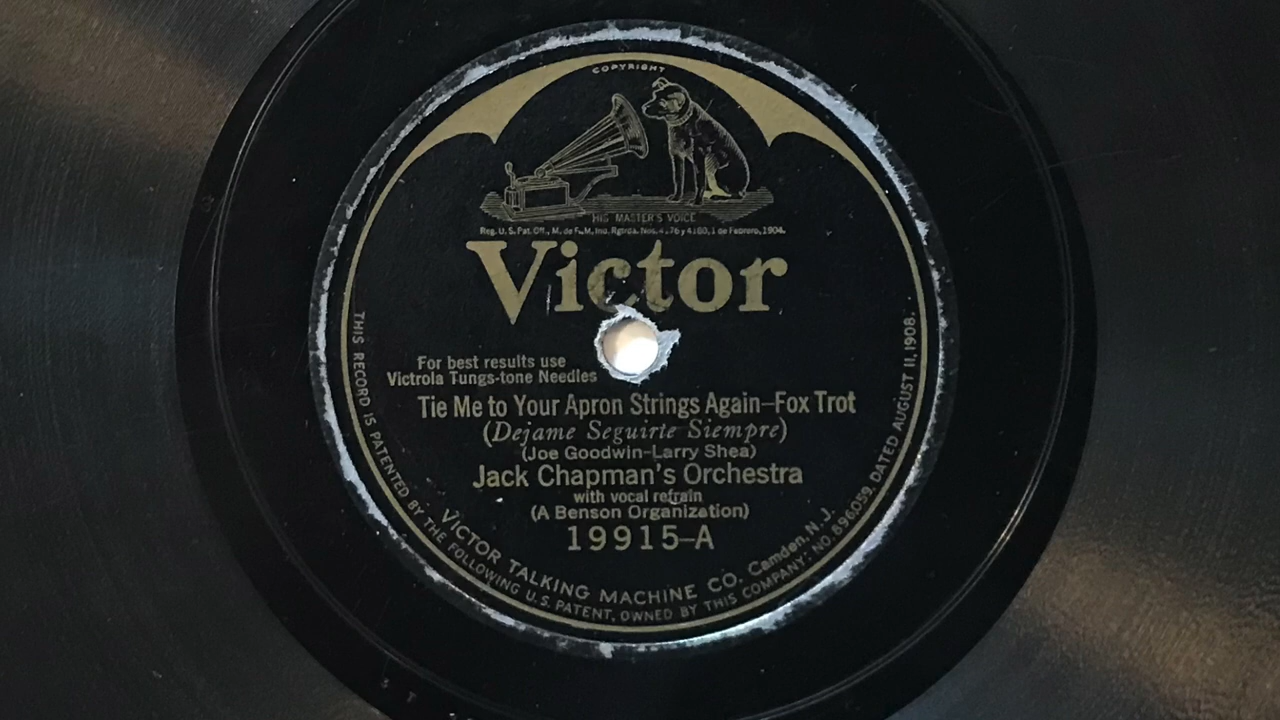 COPYRIGHT
HIS MASTER'S VOICE
Reg. U. S. Pat. Off., M. de F., M. Ind. Rgtrda. Nos. y 4180, 1 de Febrero, 1904.
Victor
For best results use
Victrola Tungs-tone Needles
Tie Me to Your Apron Strings Again–Fox Trot
(Dejame Seguirte Siempre)
(Joe Goodwin-Larry Shea)
Jack Chapman's Orchestra
with vocal refrain
(A Benson Organization)
19915-A
VICTOR TALKING MACHINE CO. Camden, N. J.
THIS RECORD IS PATENTED BY THE FOLLOWING U.S. PATENT, OWNED BY THIS COMPANY: NO. 896059. DATED AUGUST 11, 1908.